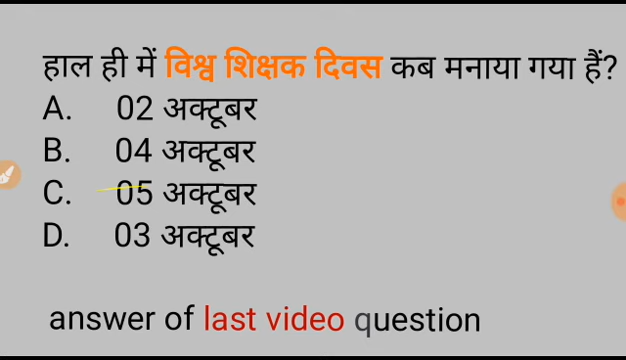 हाल ही में विश्व शिक्षक दिवस कब मनाया गया हैं?
A. 02 अक्टूबर
B. 04 अक्टूबर
C. 05 अक्टूबर
D. 03 अक्टूबर
answer of last video question